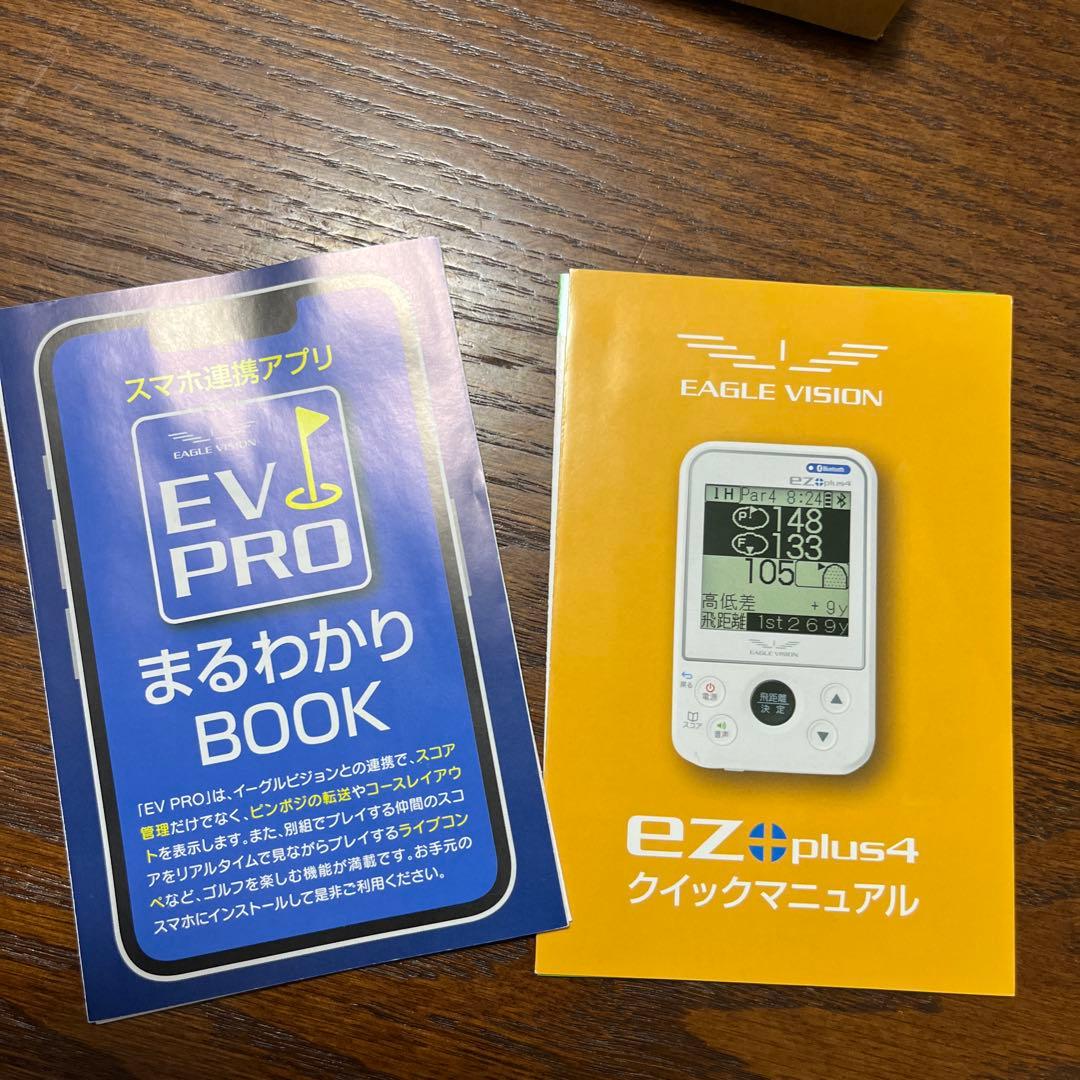 スマホ連携アプリ
EAGLE VISION
EV
PRO
まるわかり
BOOK
「EV PRO」は、イーグルビジョンとの連携で、スコア
管理だけでなく、ピンポジの転送やコースレイアウ
トを表示します。また、別組でプレイする仲間のスコ
アをリアルタイムで見ながらプレイするライブコン
ペなど、ゴルフを楽しむ機能が満載です。お手元の
スマホにインストールして是非ご利用ください。
EAGLE VISION
Bluetooth
ez plus4
1H Par4 8:24
P 148
F 133
105
高低差 +9y
飛距離 1st269y
EAGLE VISION
戻る
電源
飛距離
決定
スコア
音声
ez plus4
クイックマニュアル